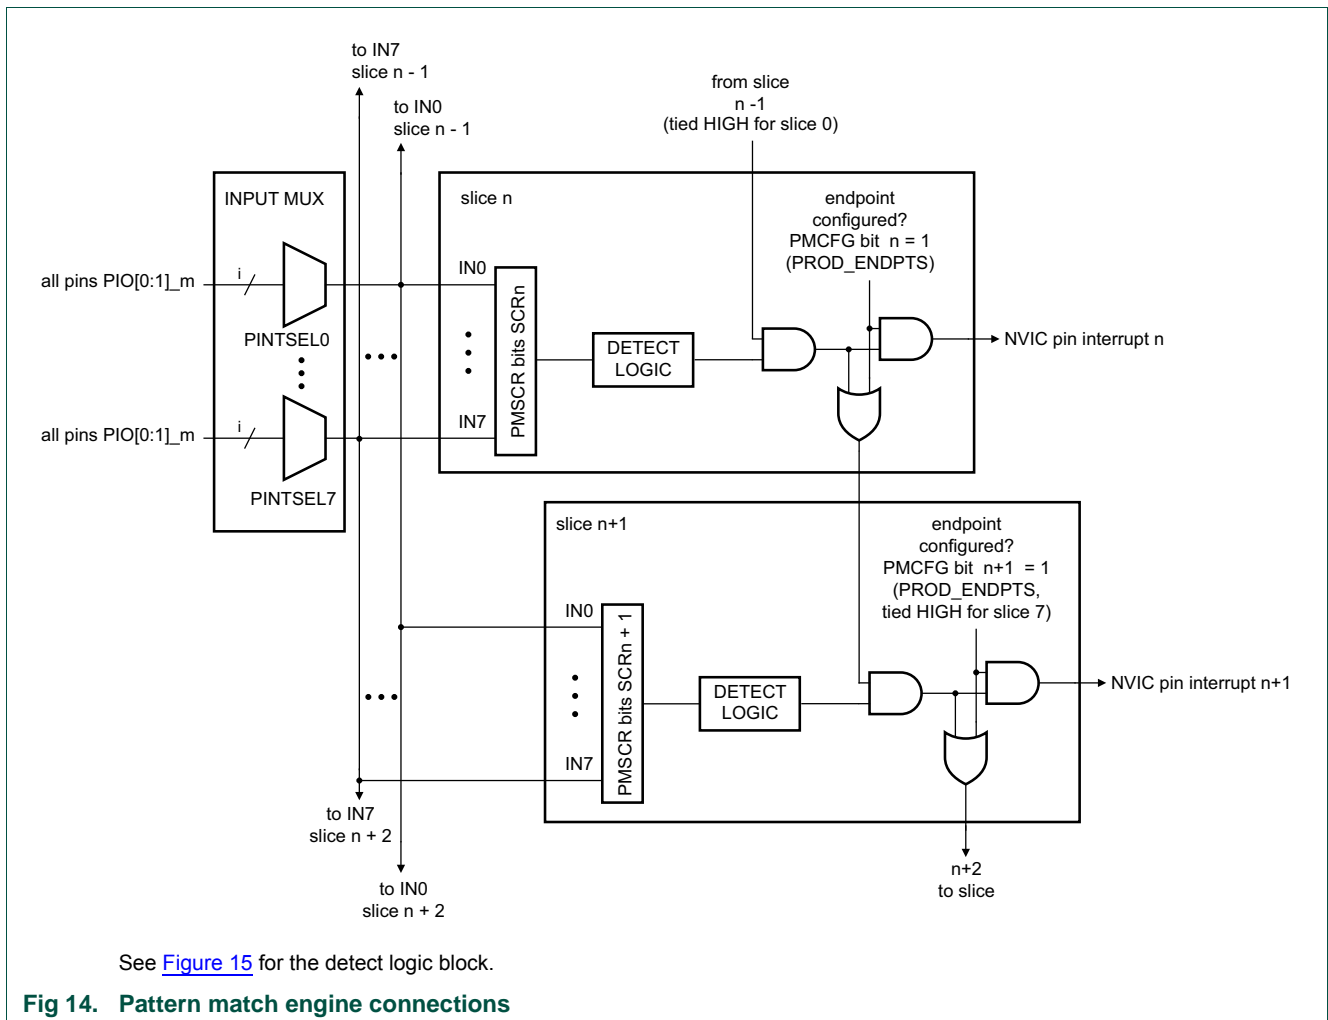 to IN7
slice n - 1
to IN0
slice n - 1
from slice
n -1
(tied HIGH for slice 0)
INPUT MUX
slice n
endpoint
configured?
PMCFG bit n = 1
(PROD_ENDPTS)
all pins PIO[0:1]_m
i
IN0
PINTSEL0
PMSCR bits SCRn
DETECT
LOGIC
NVIC pin interrupt n
all pins PIO[0:1]_m
i
IN7
PINTSEL7
slice n+1
endpoint
configured?
PMCFG bit n+1 = 1
(PROD_ENDPTS,
tied HIGH for slice 7)
IN0
PMSCR bits SCRn + 1
DETECT
LOGIC
NVIC pin interrupt n+1
IN7
to IN7
slice n + 2
to IN0
slice n + 2
n+2
to slice
See Figure 15 for the detect logic block.
Fig 14. Pattern match engine connections